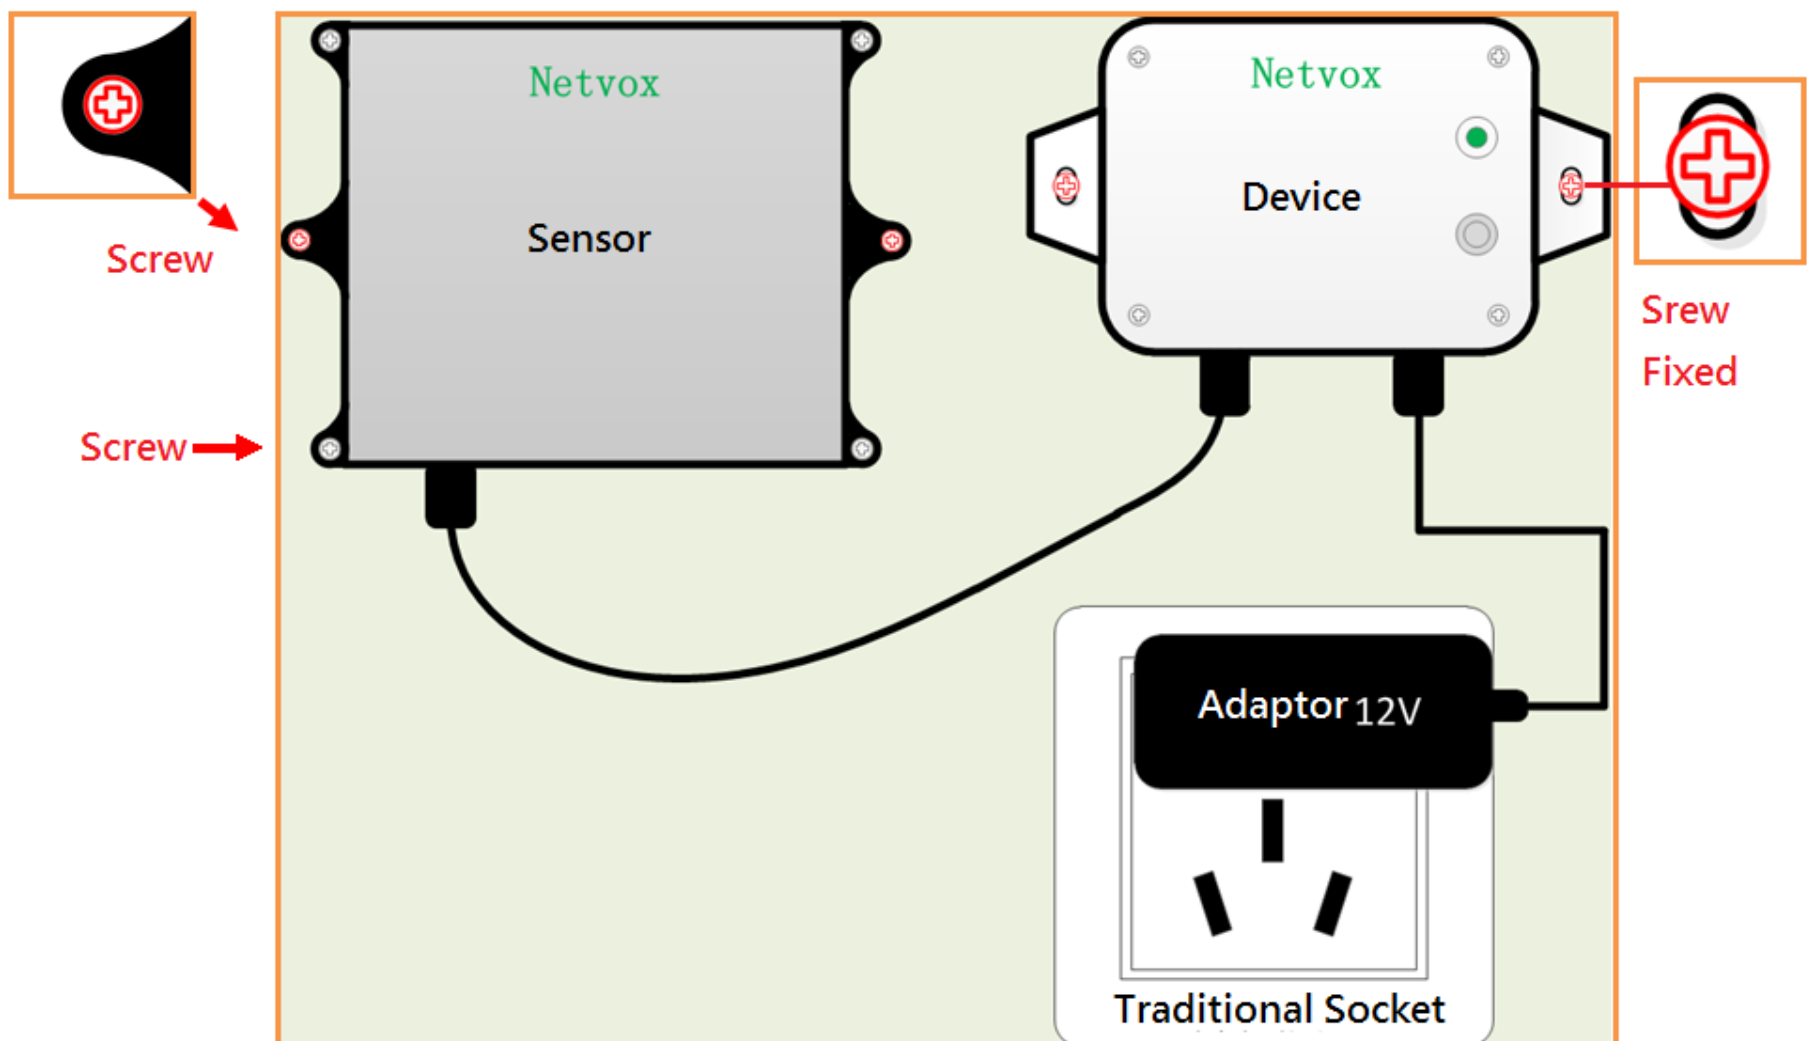 Netvox
Sensor
Screw
Screw
Netvox
Device
Srew
Fixed
Adaptor 12V
Traditional Socket